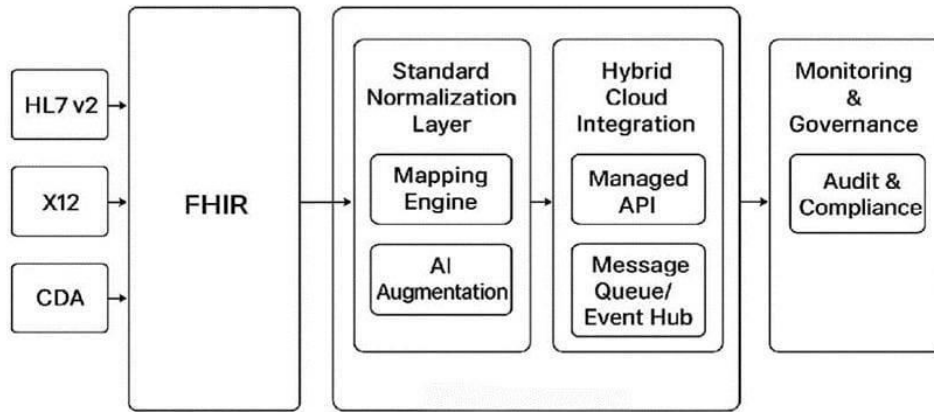 HL7 v2
X12
CDA
FHIR
Standard
Normalization
Layer
Mapping
Engine
AI
Augmentation
Hybrid
Cloud
Integration
Managed
API
Message
Queue/
Event Hub
Monitoring
&
Governance
Audit &
Compliance